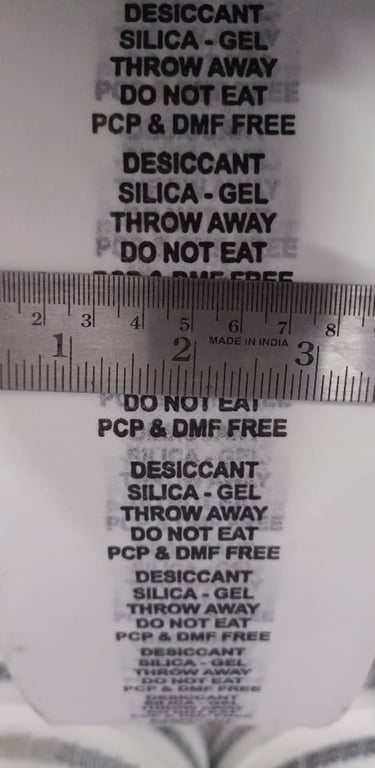 DESICCANT
SILICA - GEL
THROW AWAY
DO NOT EAT
PCP & DMF FREE
DESICCANT
SILICA - GEL
THROW AWAY
DO NOT EAT
PCP & DMF FREE
2 3 4 5 6 7 8
1 2 MADE IN INDIA 3
DO NOT EAT
PCP & DMF FREE
DESICCANT
SILICA - GEL
THROW AWAY
DO NOT EAT
PCP & DMF FREE
DESICCANT
SILICA - GEL
THROW AWAY
DO NOT EAT
PCP & DMF FREE
DESICCANT
SILICA - GEL
THROW AWAY
DO NOT EAT
PCP & DMF FREE